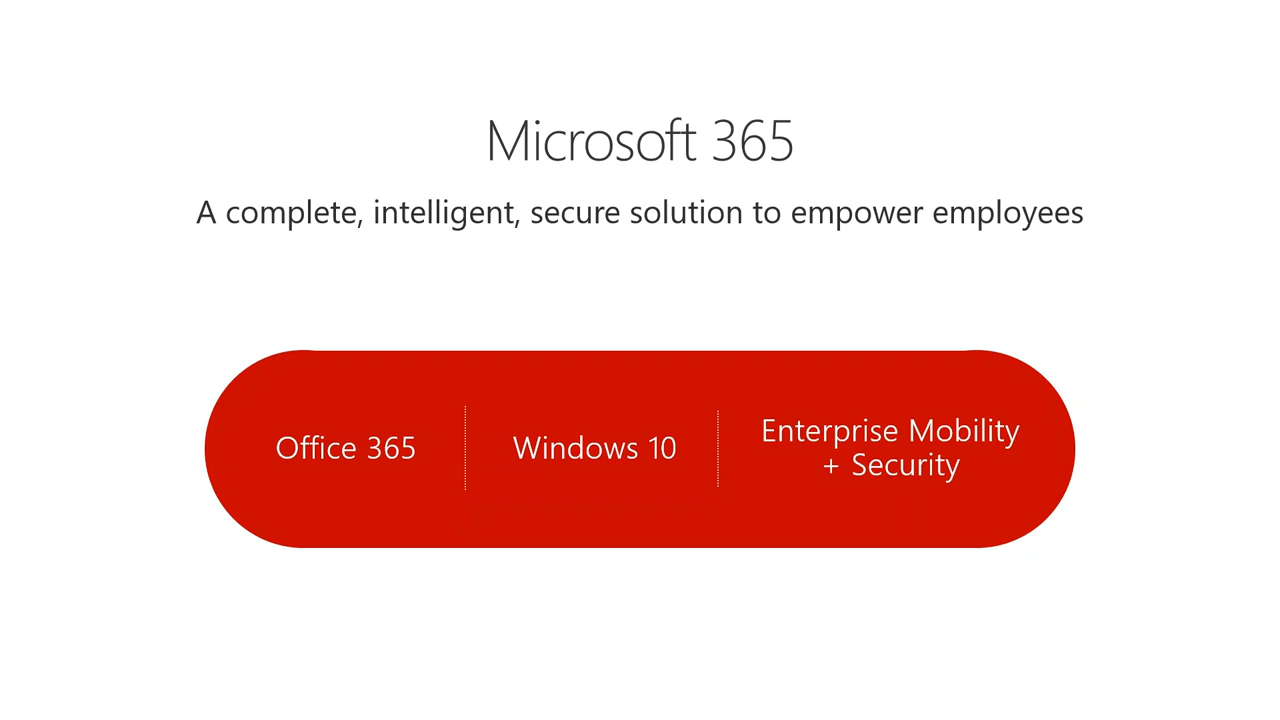 Microsoft 365
A complete, intelligent, secure solution to empower employees
Office 365
Windows 10
Enterprise Mobility
+ Security